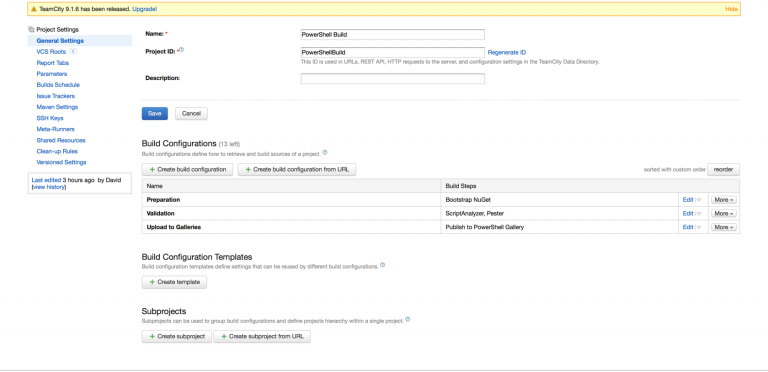 TeamCity 9.1.6 has been released. Upgrade! Hide
Project Settings
General Settings
VCS Roots 1
Report Tabs
Parameters
Builds Schedule
Issue Trackers
Maven Settings
SSH Keys
Meta-Runners
Shared Resources
Clean-up Rules
Versioned Settings
Last edited 3 hours ago by David
(view history)
Name: * PowerShell Build
Project ID: * PowerShellBuild Regenerate ID
This ID is used in URLs, REST API, HTTP requests to the server, and configuration settings in the TeamCity Data Directory.
Description:
Save Cancel
Build Configurations (13 left)
Build configurations define how to retrieve and build sources of a project.
+ Create build configuration + Create build configuration from URL sorted with custom order reorder
Name Build Steps
Preparation Bootstrap NuGet Edit More
Validation ScriptAnalyzer, Pester Edit More
Upload to Galleries Publish to PowerShell Gallery Edit More
Build Configuration Templates
Build configuration templates define settings that can be reused by different build configurations.
+ Create template
Subprojects
Subprojects can be used to group build configurations and define projects hierarchy within a single project.
+ Create subproject + Create subproject from URL